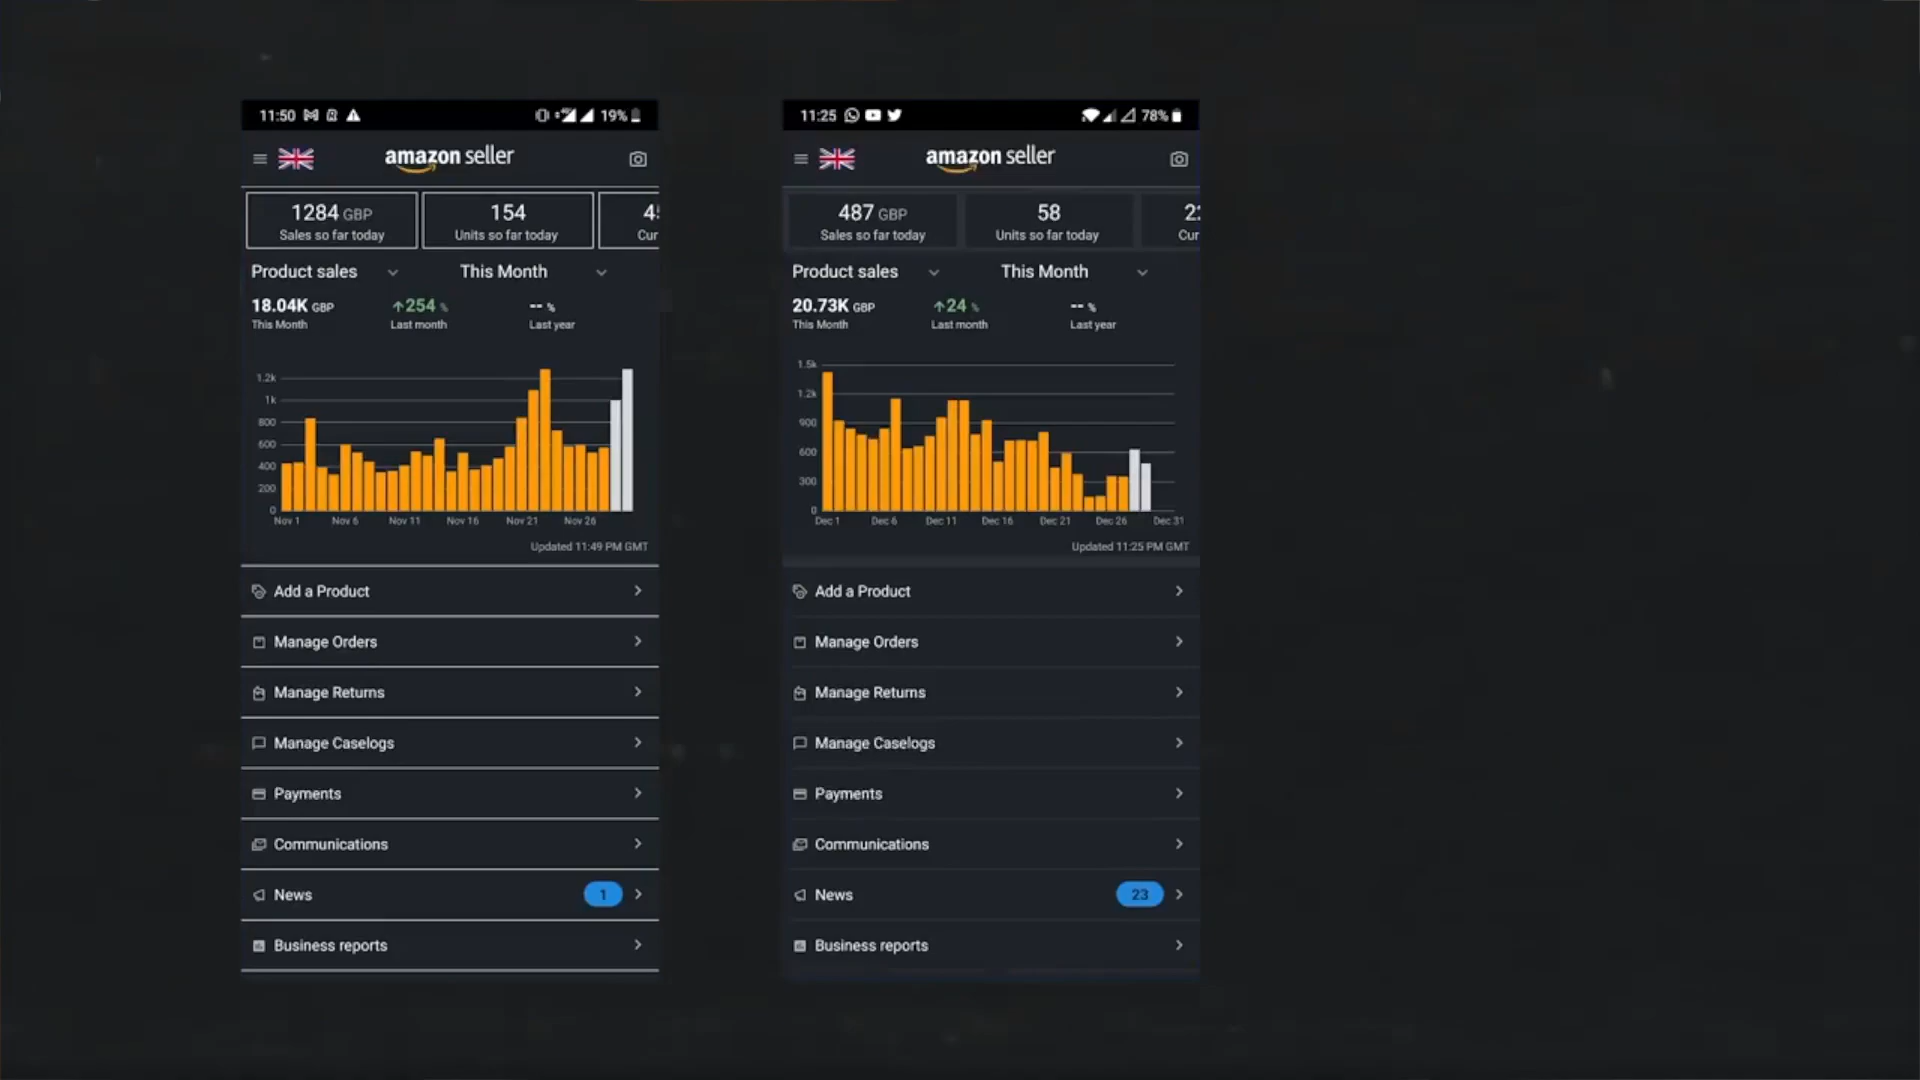 11:50
19%
amazon seller
1284 GBP
Sales so far today
154
Units so far today
Cur
Product sales
This Month
18.04K GBP
This Month
↑254 %
Last month
-- %
Last year
1.2k
1k
800
600
400
200
0
Nov 1 Nov 6 Nov 11 Nov 16 Nov 21 Nov 26
Updated 11:49 PM GMT
Add a Product
Manage Orders
Manage Returns
Manage Caselogs
Payments
Communications
News 1
Business reports
11:25
78%
amazon seller
487 GBP
Sales so far today
58
Units so far today
Cur
Product sales
This Month
20.73K GBP
This Month
↑24 %
Last month
-- %
Last year
1.5k
1.2k
900
600
300
0
Dec 1 Dec 6 Dec 11 Dec 16 Dec 21 Dec 26 Dec 31
Updated 11:25 PM GMT
Add a Product
Manage Orders
Manage Returns
Manage Caselogs
Payments
Communications
News 23
Business reports